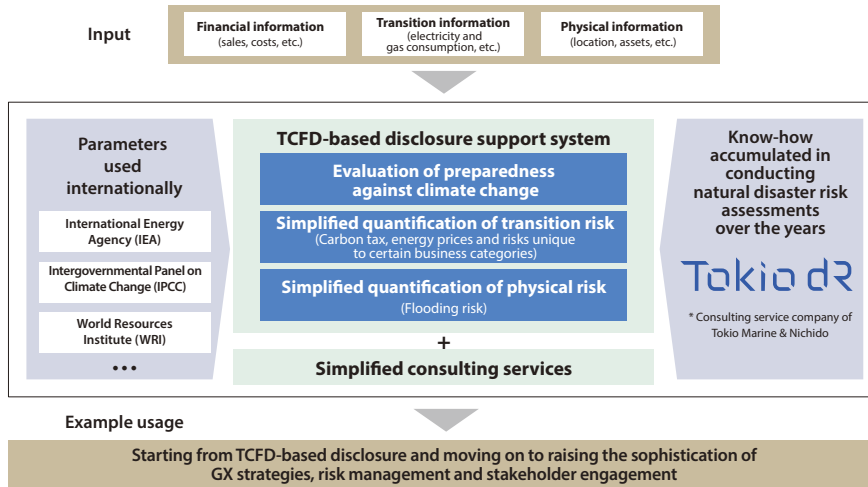 Input
Financial information
(sales, costs, etc.)
Transition information
(electricity and
gas consumption, etc.)
Physical information
(location, assets, etc.)
Parameters
used
internationally
International Energy
Agency (IEA)
Intergovernmental Panel on
Climate Change (IPCC)
World Resources
Institute (WRI)
•••
TCFD-based disclosure support system
Evaluation of preparedness
against climate change
Simplified quantification of transition risk
(Carbon tax, energy prices and risks unique
to certain business categories)
Simplified quantification of physical risk
(Flooding risk)
+
Simplified consulting services
Know-how
accumulated in
conducting
natural disaster risk
assessments
over the years
Tokio dR
* Consulting service company of
Tokio Marine & Nichido
Example usage
Starting from TCFD-based disclosure and moving on to raising the sophistication of
GX strategies, risk management and stakeholder engagement